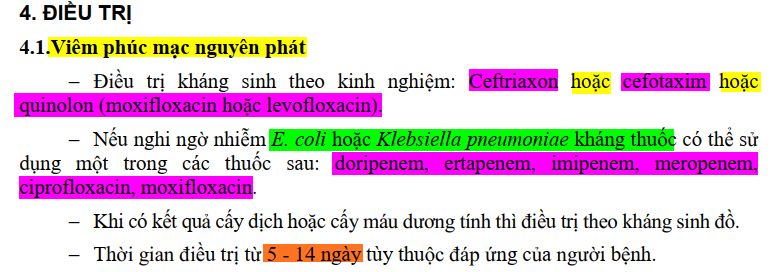 4. ĐIỀU TRỊ
4.1.Viêm phúc mạc nguyên phát
– Điều trị kháng sinh theo kinh nghiệm: Ceftriaxon hoặc cefotaxim hoặc
quinolon (moxifloxacin hoặc levofloxacin).
– Nếu nghi ngờ nhiễm E. coli hoặc Klebsiella pneumoniae kháng thuốc có thể sử
dụng một trong các thuốc sau: doripenem, ertapenem, imipenem, meropenem,
ciprofloxacin, moxifloxacin.
– Khi có kết quả cấy dịch hoặc cấy máu dương tính thì điều trị theo kháng sinh đồ.
– Thời gian điều trị từ 5 - 14 ngày tùy thuộc đáp ứng của người bệnh.